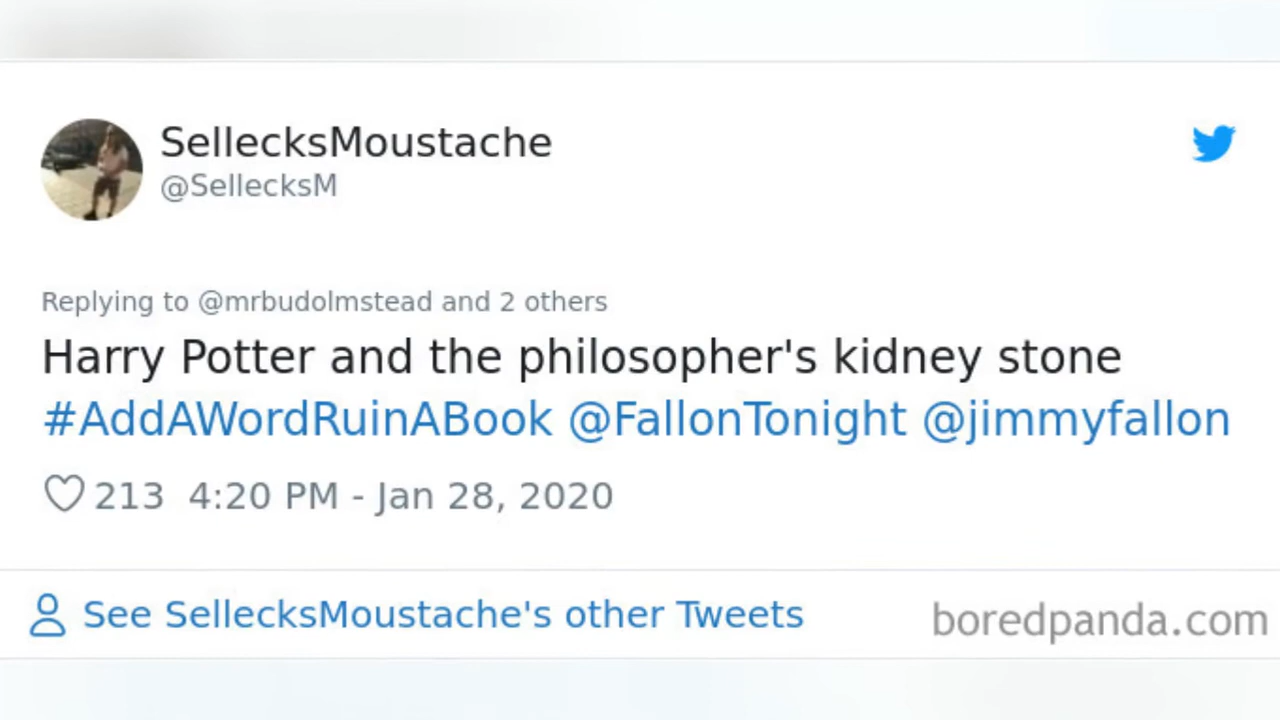 SellecksMoustache
@SellecksM
Replying to @mrbudolmstead and 2 others
Harry Potter and the philosopher's kidney stone
#AddAWordRuinABook @FallonTonight @jimmyfallon
213 4:20 PM - Jan 28, 2020
See SellecksMoustache's other Tweets
boredpanda.com